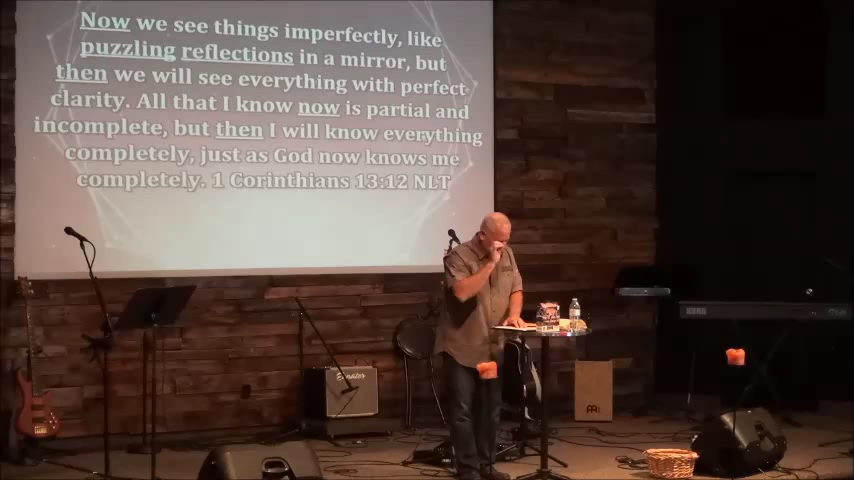 Now we see things imperfectly, like
puzzling reflections in a mirror, but
then we will see everything with perfect
clarity. All that I know now is partial and
incomplete, but then I will know everything
completely, just as God now knows me
completely. 1 Corinthians 13:12 NLT
KORG